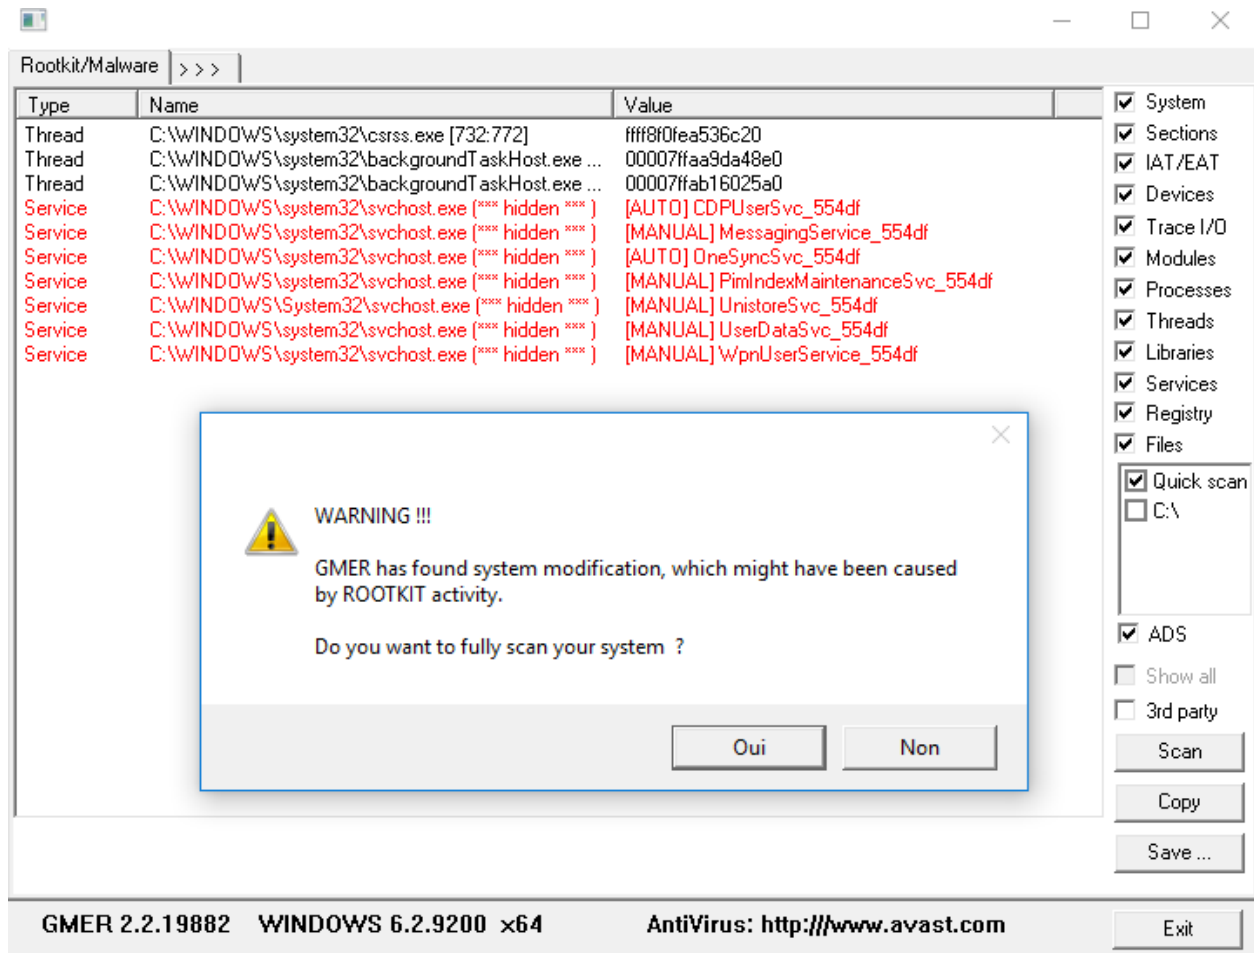 Rootkit/Malware >>>
Type Name Value
Thread C:\WINDOWS\system32\csrss.exe [732:772] ffff8f0fea536c20
Thread C:\WINDOWS\system32\backgroundTaskHost.exe ... 00007ffaa9da48e0
Thread C:\WINDOWS\system32\backgroundTaskHost.exe ... 00007ffab16025a0
Service C:\WINDOWS\system32\svchost.exe (*** hidden *** ) [AUTO] CDPUserSvc_554df
Service C:\WINDOWS\system32\svchost.exe (*** hidden *** ) [MANUAL] MessagingService_554df
Service C:\WINDOWS\system32\svchost.exe (*** hidden *** ) [AUTO] OneSyncSvc_554df
Service C:\WINDOWS\system32\svchost.exe (*** hidden *** ) [MANUAL] PimIndexMaintenanceSvc_554df
Service C:\WINDOWS\System32\svchost.exe (*** hidden *** ) [MANUAL] UnistoreSvc_554df
Service C:\WINDOWS\system32\svchost.exe (*** hidden *** ) [MANUAL] UserDataSvc_554df
Service C:\WINDOWS\system32\svchost.exe (*** hidden *** ) [MANUAL] WpnUserService_554df
WARNING !!!
GMER has found system modification, which might have been caused
by ROOTKIT activity.
Do you want to fully scan your system ?
Oui
Non
System
Sections
IAT/EAT
Devices
Trace I/O
Modules
Processes
Threads
Libraries
Services
Registry
Files
Quick scan
C:\
ADS
Show all
3rd party
Scan
Copy
Save ...
GMER 2.2.19882 WINDOWS 6.2.9200 x64 AntiVirus: http:///www.avast.com
Exit